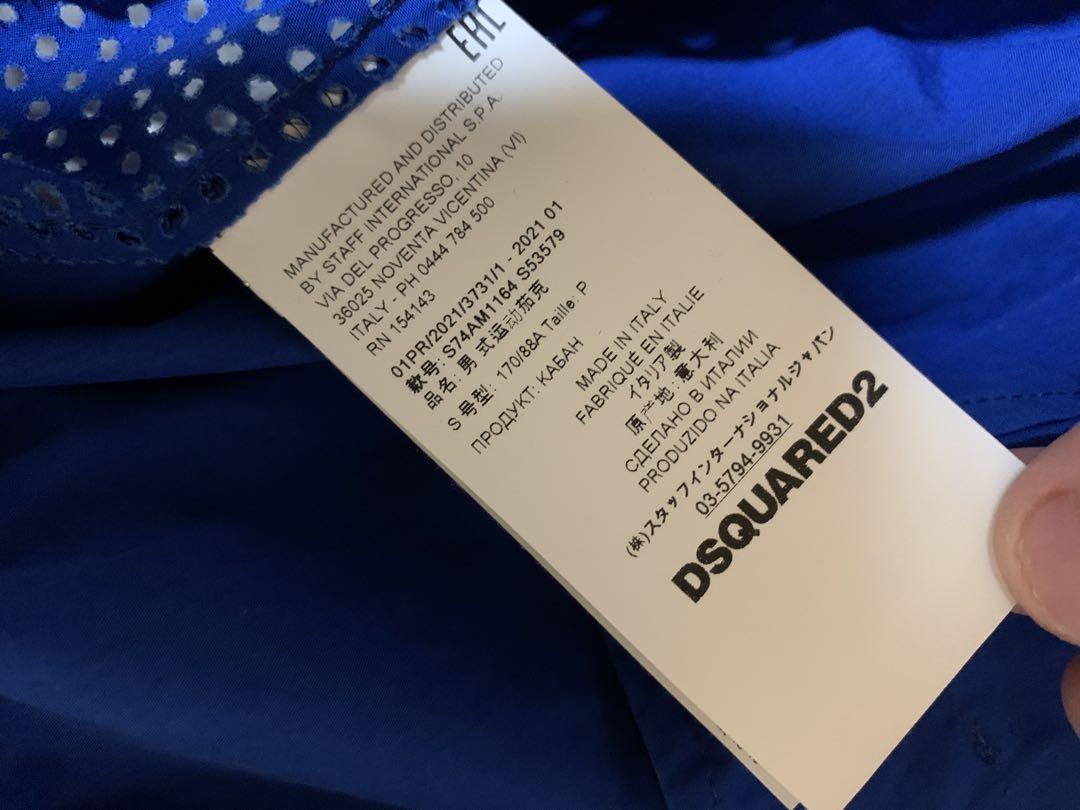 EAC
MANUFACTURED AND DISTRIBUTED
BY STAFF INTERNATIONAL S.P.A.
VIA DEL PROGRESSO, 10
36025 NOVENTA VICENTINA (VI)
ITALY - PH 0444 784 500
RN 154143
01PR/2021/3731/1 - 2021 01
款号: S74AM1164 S53579
品名: 男 式运动茄克
S 号型: 170/88A Taille: P
ПРОДУКТ: КАБАН
MADE IN ITALY
FABRIQUÉ EN ITALIE
イタリア製
原产地: 意大利
СДЕЛАНО В ИТАЛИИ
PRODUZIDO NA ITALIA
(株)スタッフインターナショナルジャパン
03-5794-9931
DSQUARED2